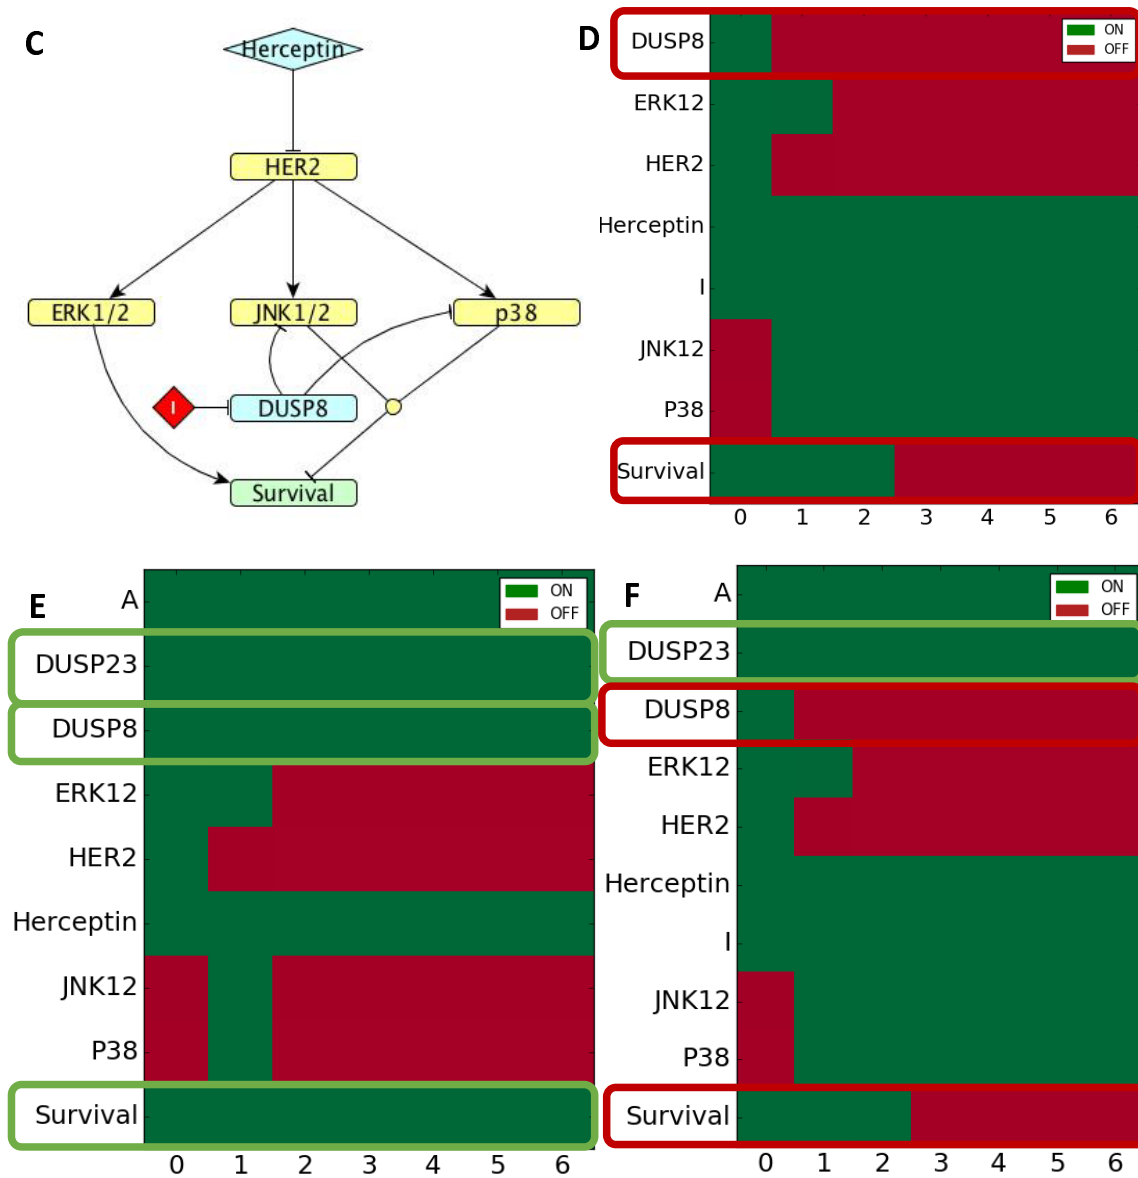 C
Herceptin
HER2
ERK1/2
JNK1/2
p38
I
DUSP8
Survival
D
ON
OFF
DUSP8
ERK12
HER2
Herceptin
I
JNK12
P38
Survival
0 1 2 3 4 5 6
E
ON
OFF
A
DUSP23
DUSP8
ERK12
HER2
Herceptin
JNK12
P38
Survival
0 1 2 3 4 5 6
F
ON
OFF
A
DUSP23
DUSP8
ERK12
HER2
Herceptin
I
JNK12
P38
Survival
0 1 2 3 4 5 6